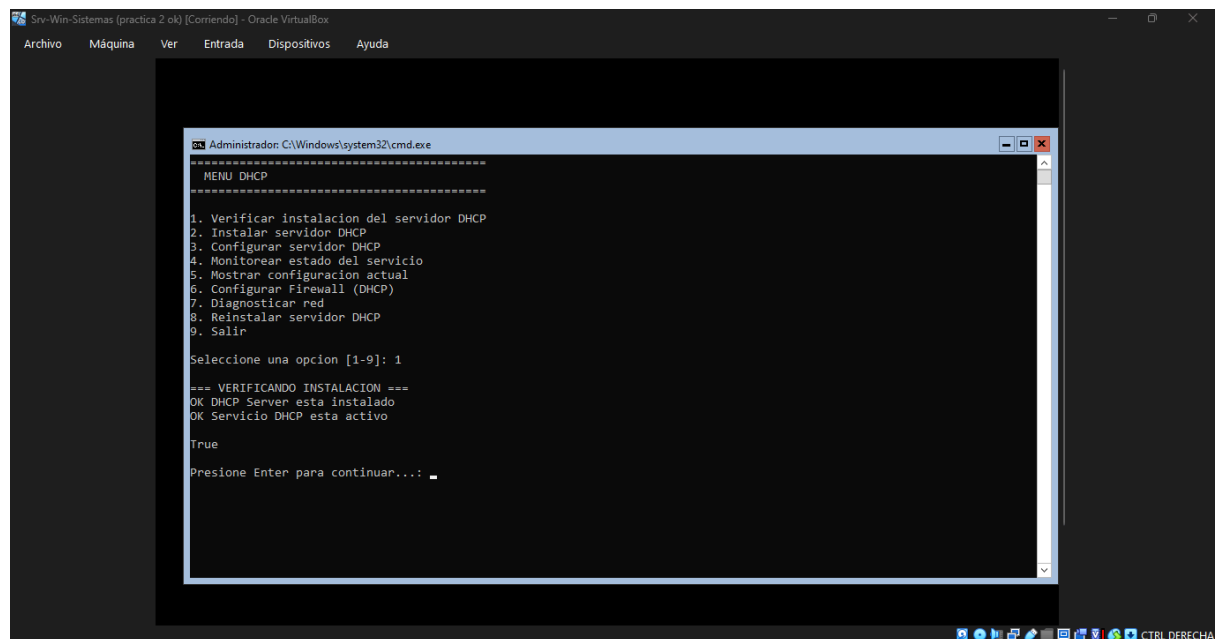 Srv-Win-Sistemas (practica 2 ok) [Corriendo] - Oracle VirtualBox
Archivo Máquina Ver Entrada Dispositivos Ayuda
Administrador: C:\Windows\system32\cmd.exe
==========================================
MENU DHCP
==========================================
1. Verificar instalacion del servidor DHCP
2. Instalar servidor DHCP
3. Configurar servidor DHCP
4. Monitorear estado del servicio
5. Mostrar configuracion actual
6. Configurar Firewall (DHCP)
7. Diagnosticar red
8. Reinstalar servidor DHCP
9. Salir
Seleccione una opcion [1-9]: 1
=== VERIFICANDO INSTALACION ===
OK DHCP Server esta instalado
OK Servicio DHCP esta activo
True
Presione Enter para continuar...:
CTRL DERECHA